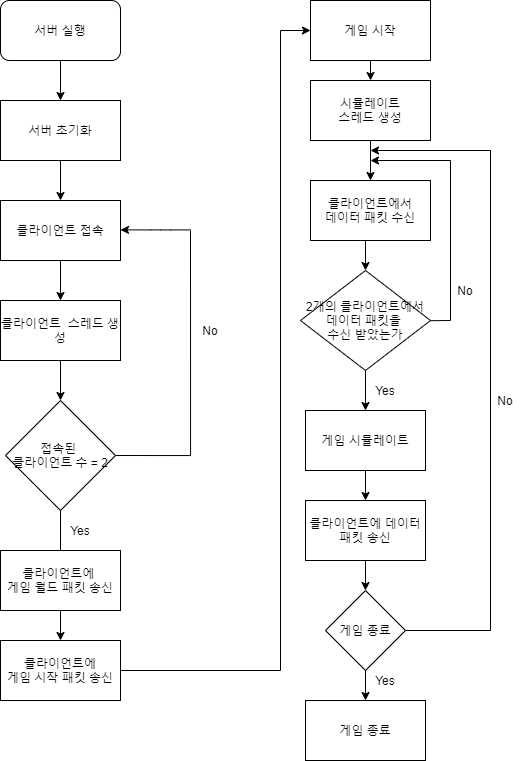 서버 실행
서버 초기화
클라이언트 접속
클라이언트 스레드 생
성
No
접속된
클라이언트 수 = 2
Yes
클라이언트에
게임 월드 패킷 송신
클라이언트에
게임 시작 패킷 송신
게임 시작
시뮬레이트
스레드 생성
클라이언트에서
데이터 패킷 수신
2개의 클라이언트에서
데이터 패킷을
수신 받았는가
No
Yes
No
게임 시뮬레이트
클라이언트에 데이터
패킷 송신
게임 종료
Yes
게임 종료